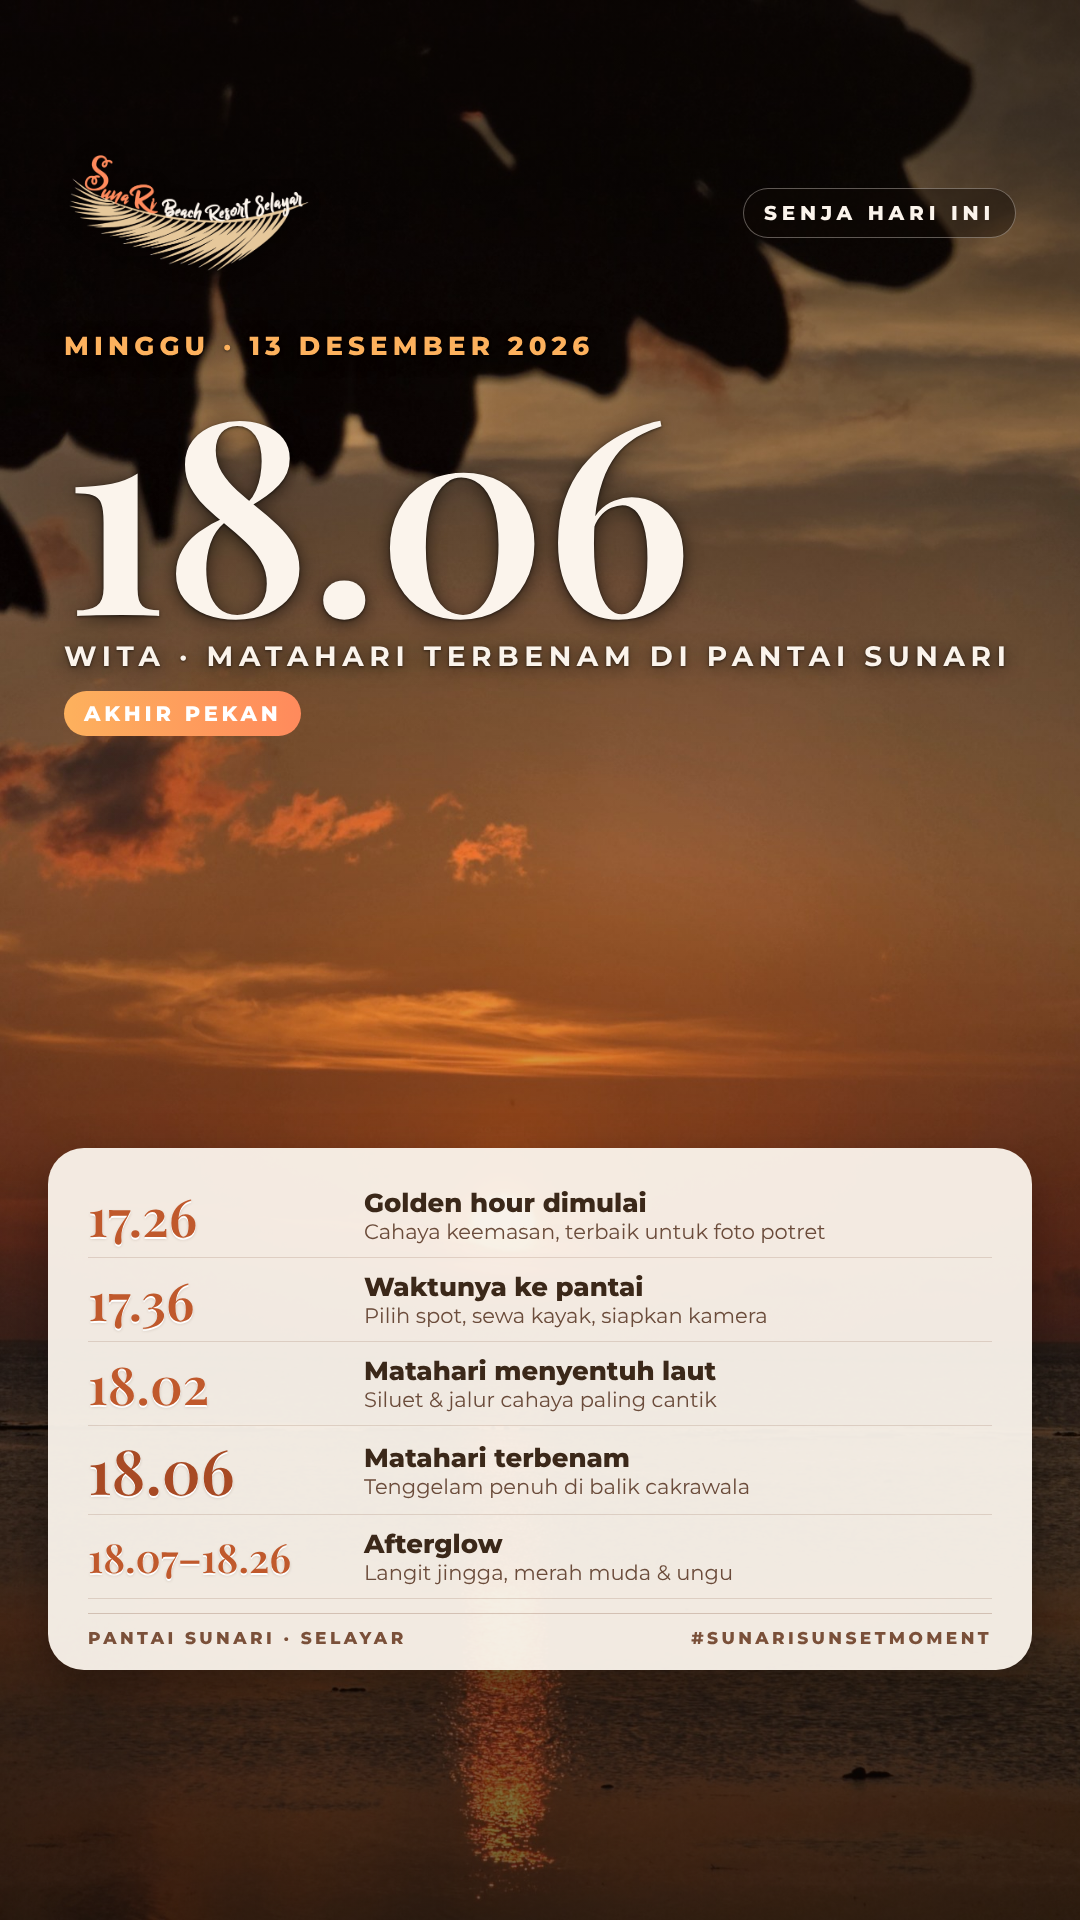 SunaRi Beach Resort Selayar
SENJA HARI INI
MINGGU · 13 DESEMBER 2026
18.06
WITA · MATAHARI TERBENAM DI PANTAI SUNARI
AKHIR PEKAN
17.26
Golden hour dimulai
Cahaya keemasan, terbaik untuk foto potret
17.36
Waktunya ke pantai
Pilih spot, sewa kayak, siapkan kamera
18.02
Matahari menyentuh laut
Siluet & jalur cahaya paling cantik
18.06
Matahari terbenam
Tenggelam penuh di balik cakrawala
18.07–18.26
Afterglow
Langit jingga, merah muda & ungu
PANTAI SUNARI · SELAYAR
#SUNARISUNSETMOMENT